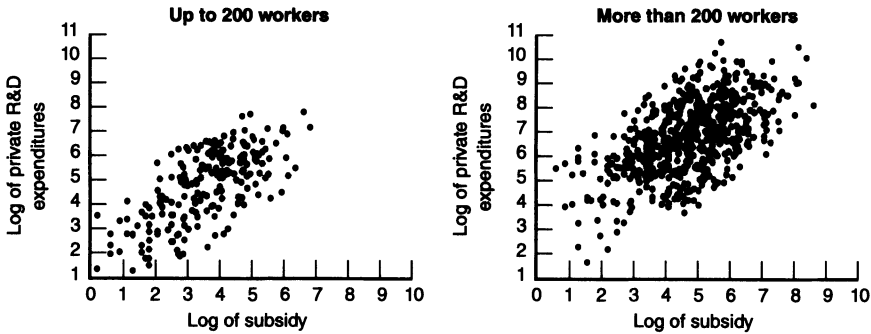 Up to 200 workers
Log of private R&D
expenditures
11
10
9
8
7
6
5
4
3
2
1
0 1 2 3 4 5 6 7 8 9 10
Log of subsidy
More than 200 workers
Log of private R&D
expenditures
11
10
9
8
7
6
5
4
3
2
1
0 1 2 3 4 5 6 7 8 9 10
Log of subsidy